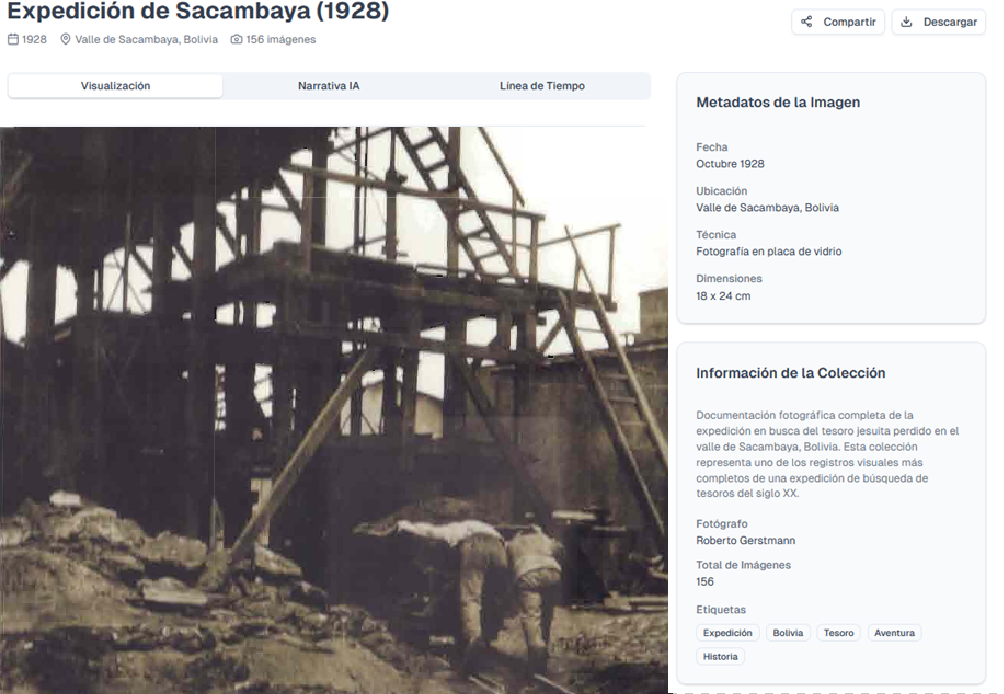 Expedición de Sacambaya (1928)
1928 Valle de Sacambaya, Bolivia 156 imágenes
Compartir Descargar
Visualización Narrativa IA Línea de Tiempo
Metadatos de la Imagen
Fecha
Octubre 1928
Ubicación
Valle de Sacambaya, Bolivia
Técnica
Fotografía en placa de vidrio
Dimensiones
18 x 24 cm
Información de la Colección
Documentación fotográfica completa de la
expedición en busca del tesoro jesuita perdido en el
valle de Sacambaya, Bolivia. Esta colección
representa uno de los registros visuales más
completos de una expedición de búsqueda de
tesoros del siglo XX.
Fotógrafo
Roberto Gerstmann
Total de Imágenes
156
Etiquetas
Expedición Bolivia Tesoro Aventura
Historia